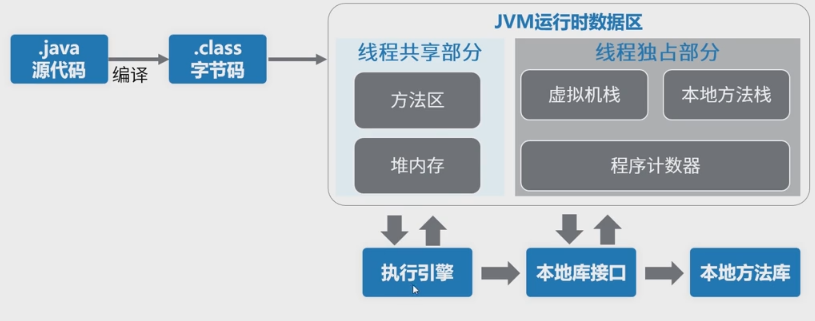 JVM运行时数据区
.java
源代码
编译
.class
字节码
线程共享部分
线程独占部分
方法区
虚拟机栈
本地方法栈
堆内存
程序计数器
执行引擎
本地库接口
本地方法库